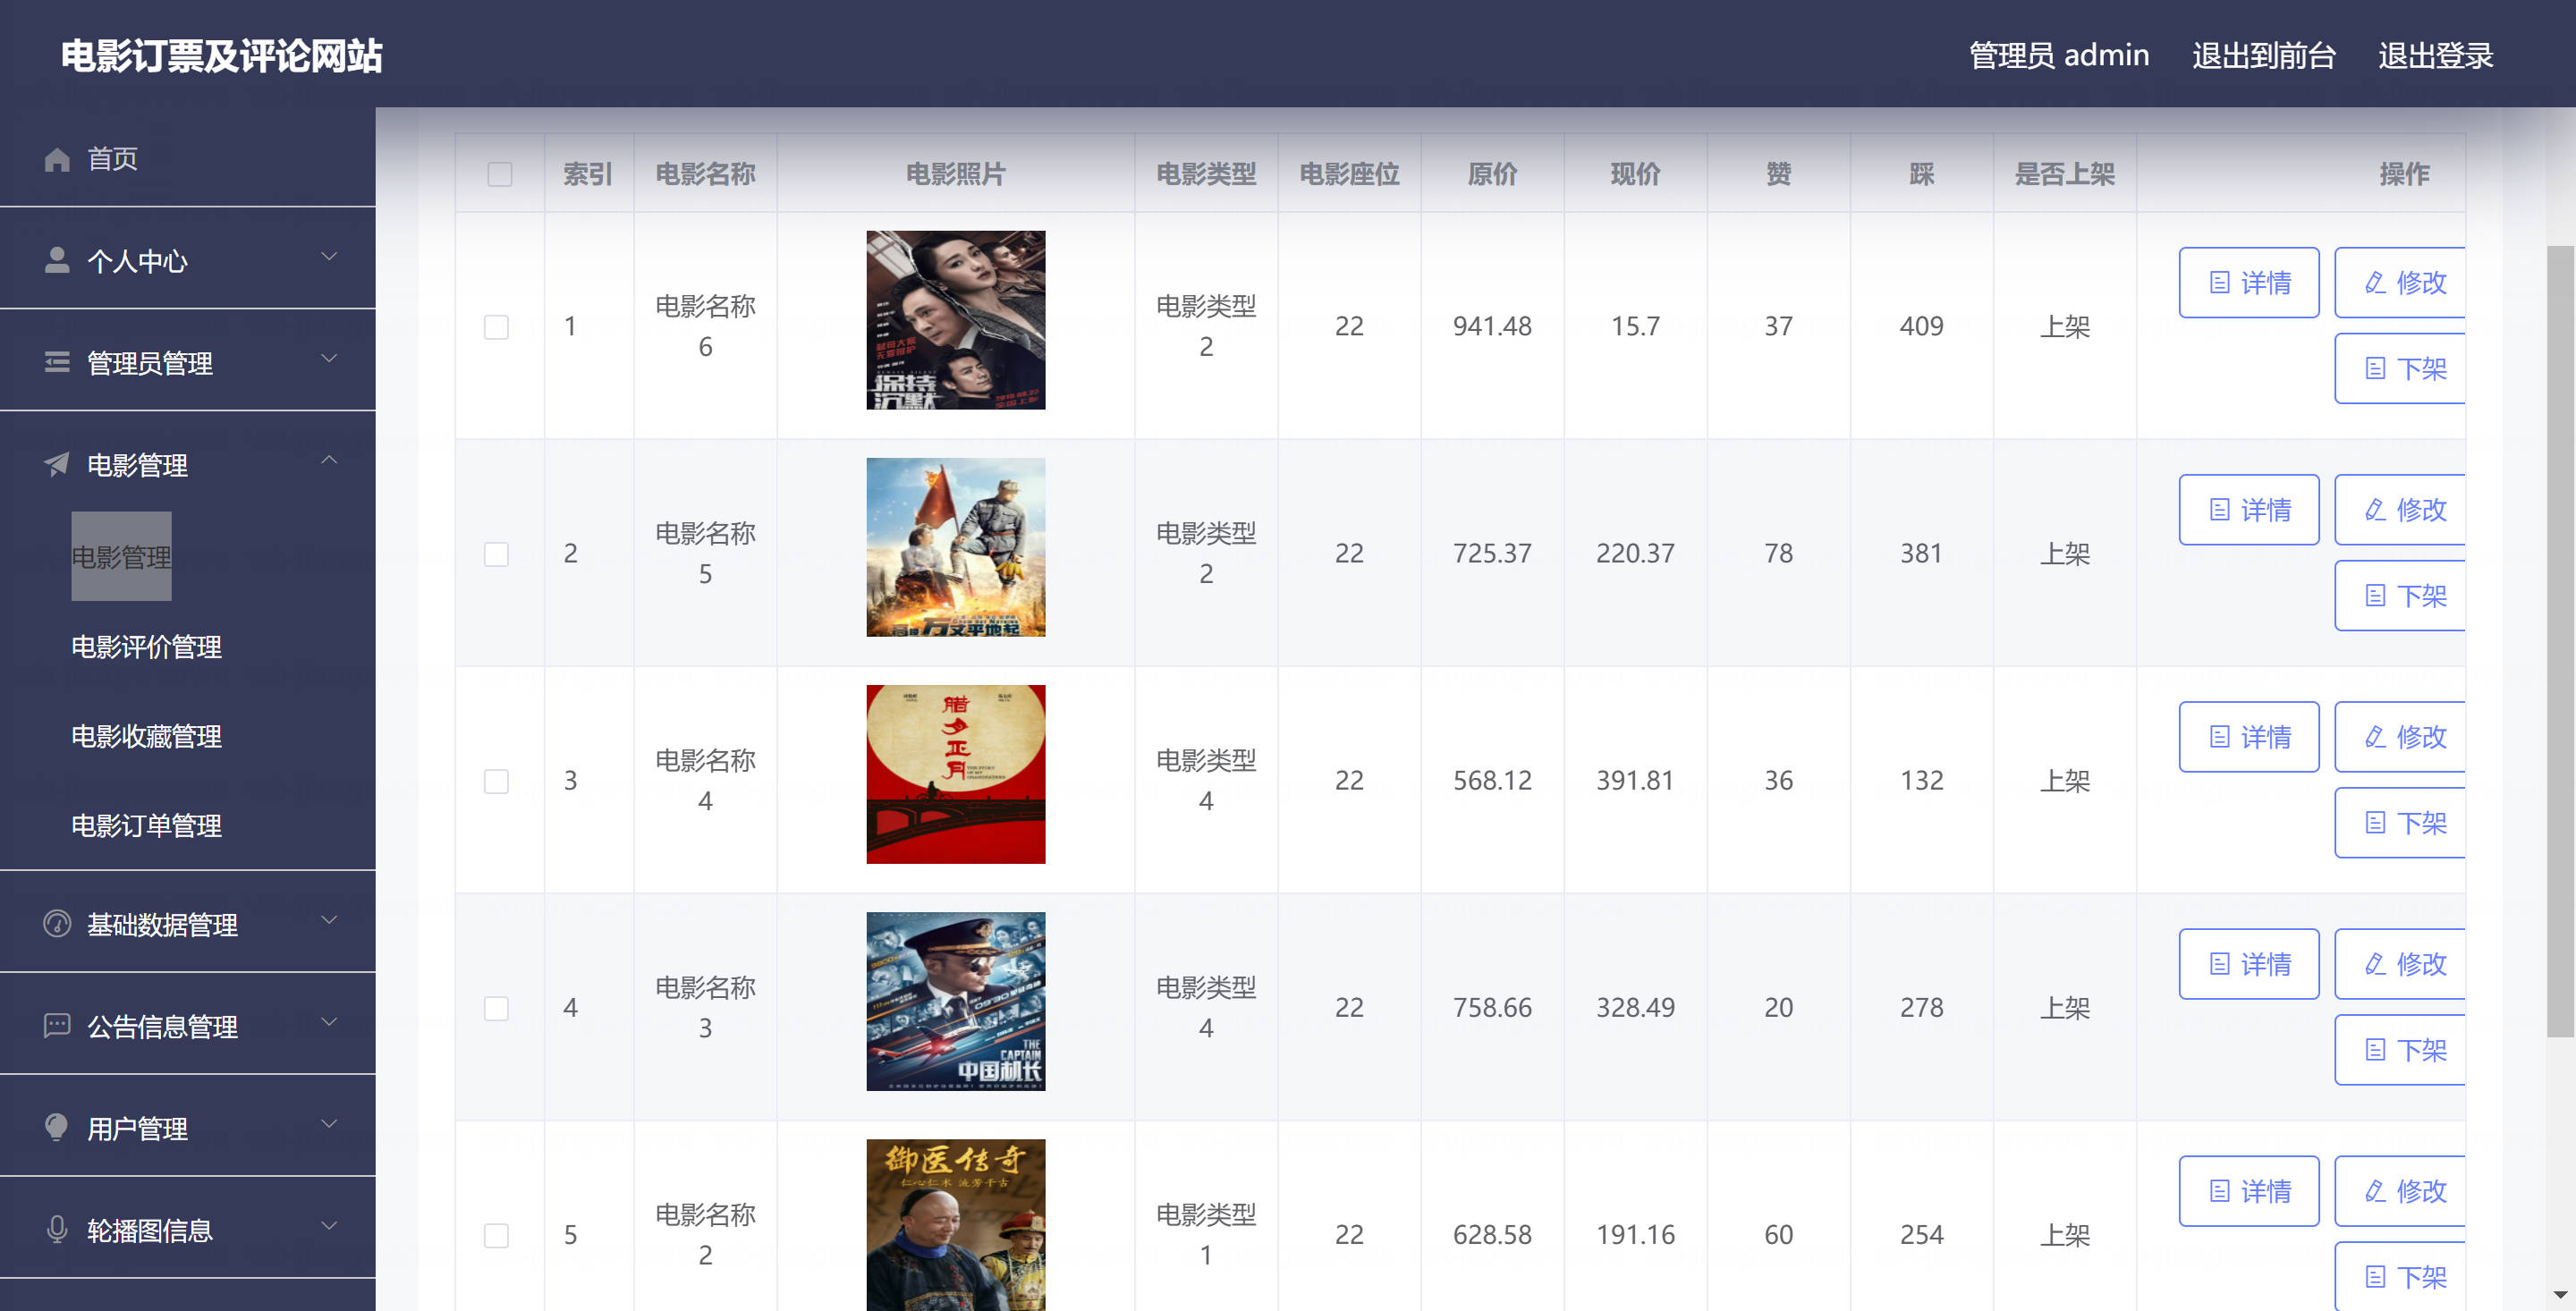 电影订票及评论网站
管理员 admin 退出到前台 退出登录
首页
个人中心
管理员管理
电影管理
电影管理
电影评价管理
电影收藏管理
电影订单管理
基础数据管理
公告信息管理
用户管理
轮播图信息
索引 电影名称 电影照片 电影类型 电影座位 原价 现价 赞 踩 是否上架 操作
1 电影名称6 电影类型2 22 941.48 15.7 37 409 上架 详情 修改
下架
保持
沉默
2 电影名称5 电影类型2 22 725.37 220.37 78 381 上架 详情 修改
下架
万丈平地起
3 电影名称4 电影类型4 22 568.12 391.81 36 132 上架 详情 修改
下架
腊
月
正
月
4 电影名称3 电影类型4 22 758.66 328.49 20 278 上架 详情 修改
下架
THE
CAPTAIN
中国机长
5 电影名称2 电影类型1 22 628.58 191.16 60 254 上架 详情 修改
下架
御医传奇
仁心仁术 流芳千古